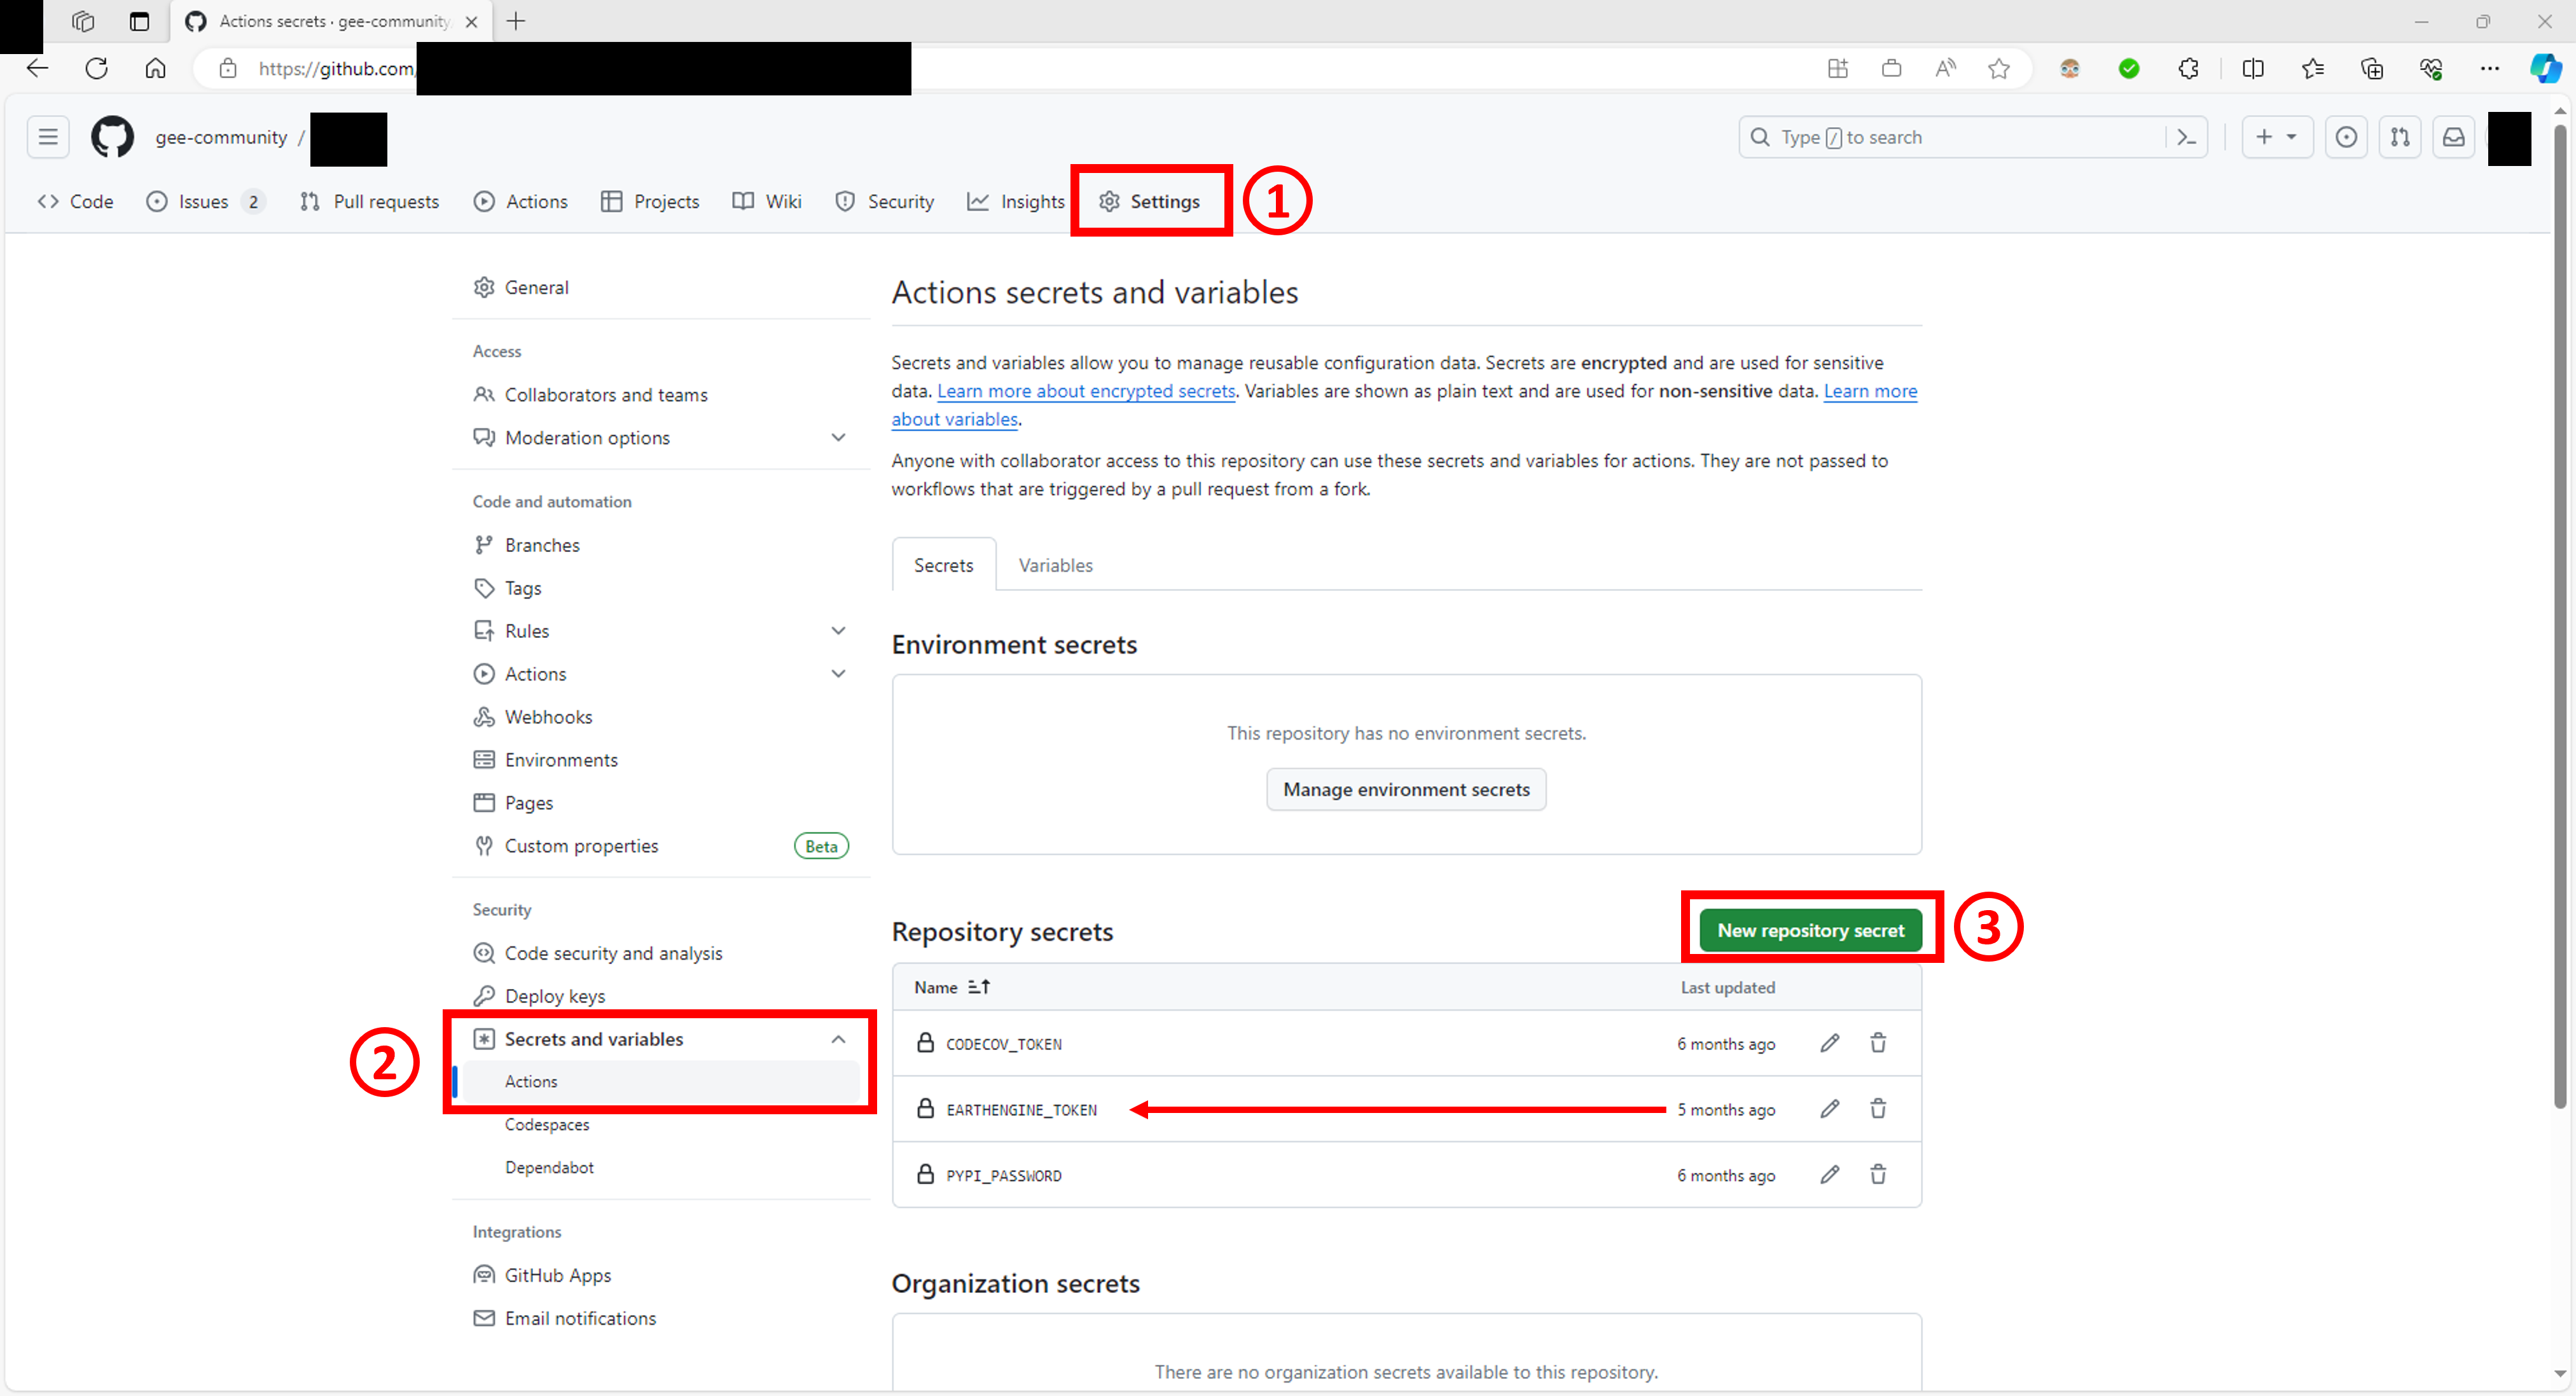 Actions secrets · gee-community
https://github.com/
gee-community /
Type / to search
Code
Issues 2
Pull requests
Actions
Projects
Wiki
Security
Insights
Settings
1
General
Access
Collaborators and teams
Moderation options
Code and automation
Branches
Tags
Rules
Actions
Webhooks
Environments
Pages
Custom properties Beta
Security
Code security and analysis
Deploy keys
2
Secrets and variables
Actions
Codespaces
Dependabot
Integrations
GitHub Apps
Email notifications
Actions secrets and variables
Secrets and variables allow you to manage reusable configuration data. Secrets are encrypted and are used for sensitive
data. Learn more about encrypted secrets. Variables are shown as plain text and are used for non-sensitive data. Learn more
about variables.
Anyone with collaborator access to this repository can use these secrets and variables for actions. They are not passed to
workflows that are triggered by a pull request from a fork.
Secrets
Variables
Environment secrets
This repository has no environment secrets.
Manage environment secrets
Repository secrets
New repository secret
3
Name
Last updated
CODECOV_TOKEN
6 months ago
EARTHENGINE_TOKEN
5 months ago
PYPI_PASSWORD
6 months ago
Organization secrets
There are no organization secrets available to this repository.